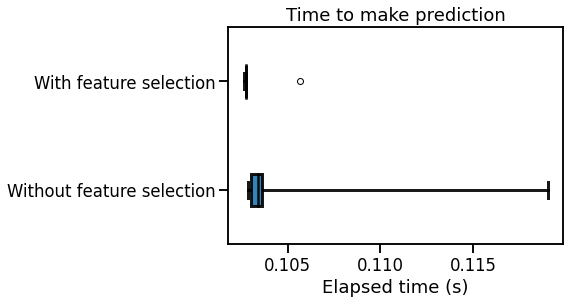 Time to make prediction
With feature selection
Without feature selection
0.105 0.110 0.115
Elapsed time (s)